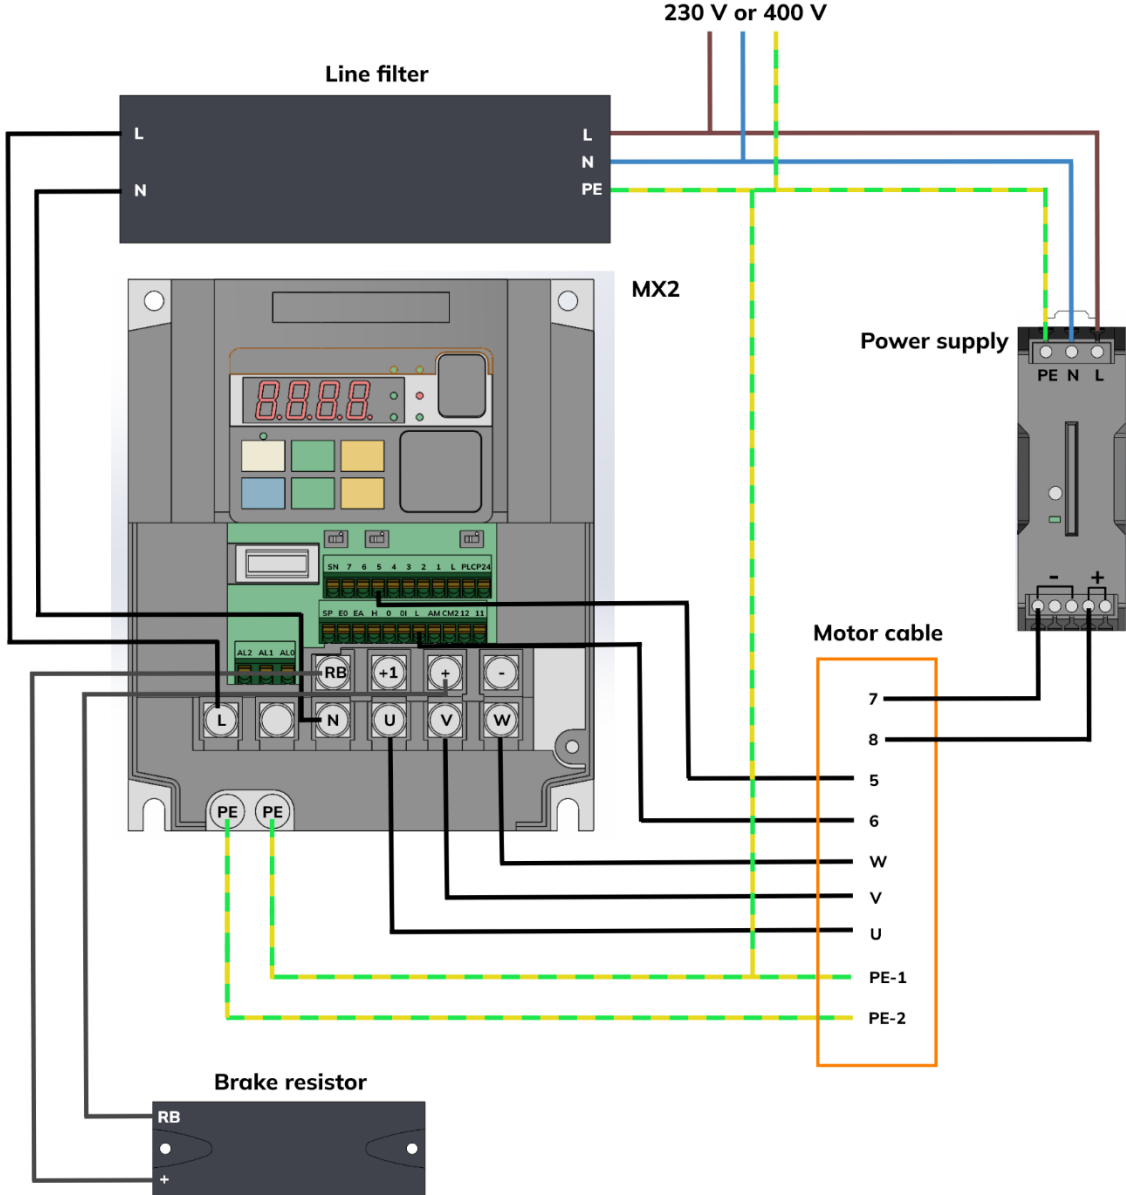 230 V or 400 V
Line filter
L L
N N
PE
MX2
Power supply
PE N L
8.8.8.8.
SN 7 6 5 4 3 2 1 L PLC P24
- +
SP EO EA H O OI L AM CM2 12 11
Motor cable
AL2 AL1 AL0
RB +1 + -
7
L N U V W
8
5
PE PE
6
W
V
U
PE-1
PE-2
Brake resistor
RB
+